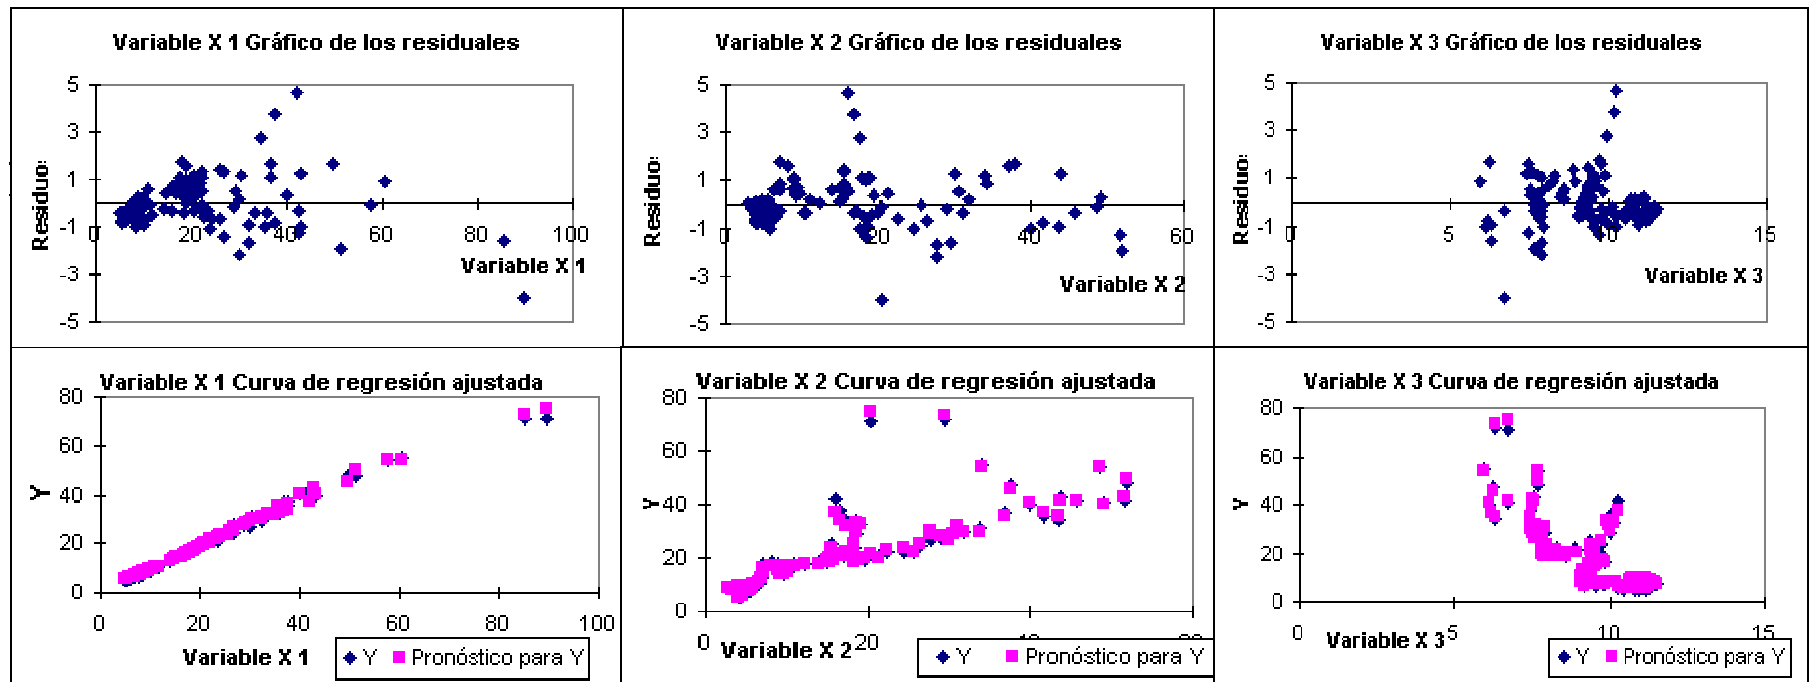 Variable X 1 Gráfico de los residuales
5
3
1
-1
-3
-5
0
20
40
60
80
100
Variable X 1
Variable X 2 Gráfico de los residuales
5
3
1
-1
-3
-5
0
20
40
60
Variable X 2
Variable X 3 Gráfico de los residuales
5
3
1
-1
-3
-5
0
5
10
15
Variable X 3
Variable X 1 Curva de regresión ajustada
Y
80
60
40
20
0
0
20
40
60
80
100
Variable X 1
Y
Pronóstico para Y
Variable X 2 Curva de regresión ajustada
Y
80
60
40
20
0
0
20
Variable X 2
Y
Pronóstico para Y
Variable X 3 Curva de regresión ajustada
Y
80
60
40
20
0
0
5
10
15
Variable X 3
Y
Pronóstico para Y